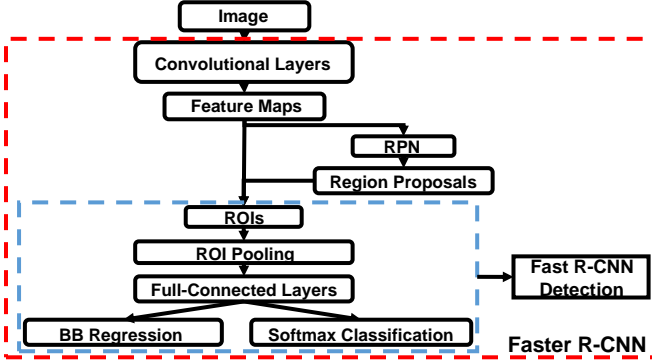 Image
Convolutional Layers
Feature Maps
RPN
Region Proposals
ROIs
ROI Pooling
Full-Connected Layers
BB Regression
Softmax Classification
Fast R-CNN
Detection
Faster R-CNN